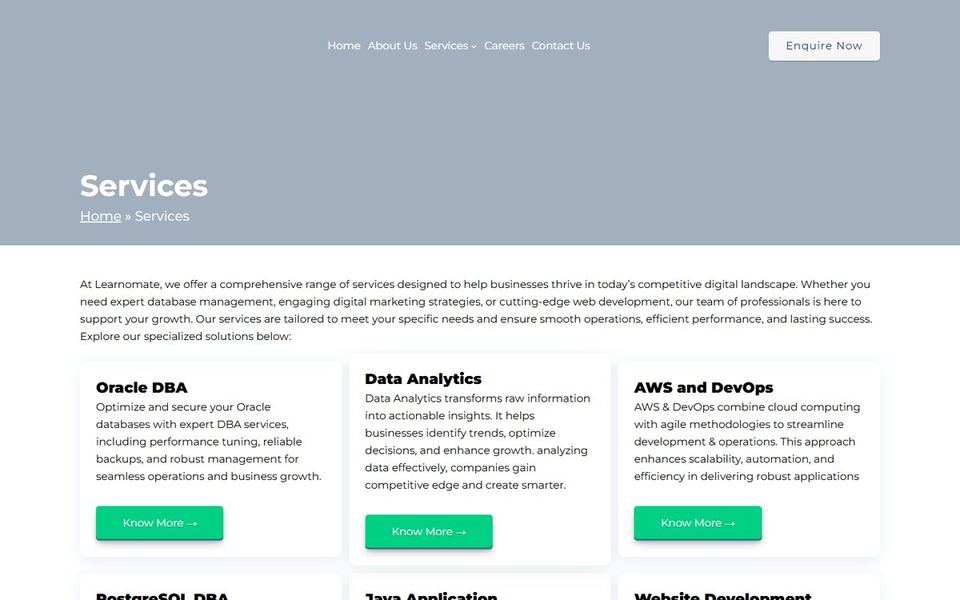 Home About Us Services Careers Contact Us
Enquire Now
Services
Home » Services
At Learnomate, we offer a comprehensive range of services designed to help businesses thrive in today's competitive digital landscape. Whether you
need expert database management, engaging digital marketing strategies, or cutting-edge web development, our team of professionals is here to
support your growth. Our services are tailored to meet your specific needs and ensure smooth operations, efficient performance, and lasting success.
Explore our specialized solutions below:
Oracle DBA
Optimize and secure your Oracle
databases with expert DBA services,
including performance tuning, reliable
backups, and robust management for
seamless operations and business growth.
Know More →
Data Analytics
Data Analytics transforms raw information
into actionable insights. It helps
businesses identify trends, optimize
decisions, and enhance growth. analyzing
data effectively, companies gain
competitive edge and create smarter.
Know More →
AWS and DevOps
AWS & DevOps combine cloud computing
with agile methodologies to streamline
development & operations. This approach
enhances scalability, automation, and
efficiency in delivering robust applications
Know More →
PostgreSQL DBA
Java Application
Website Development